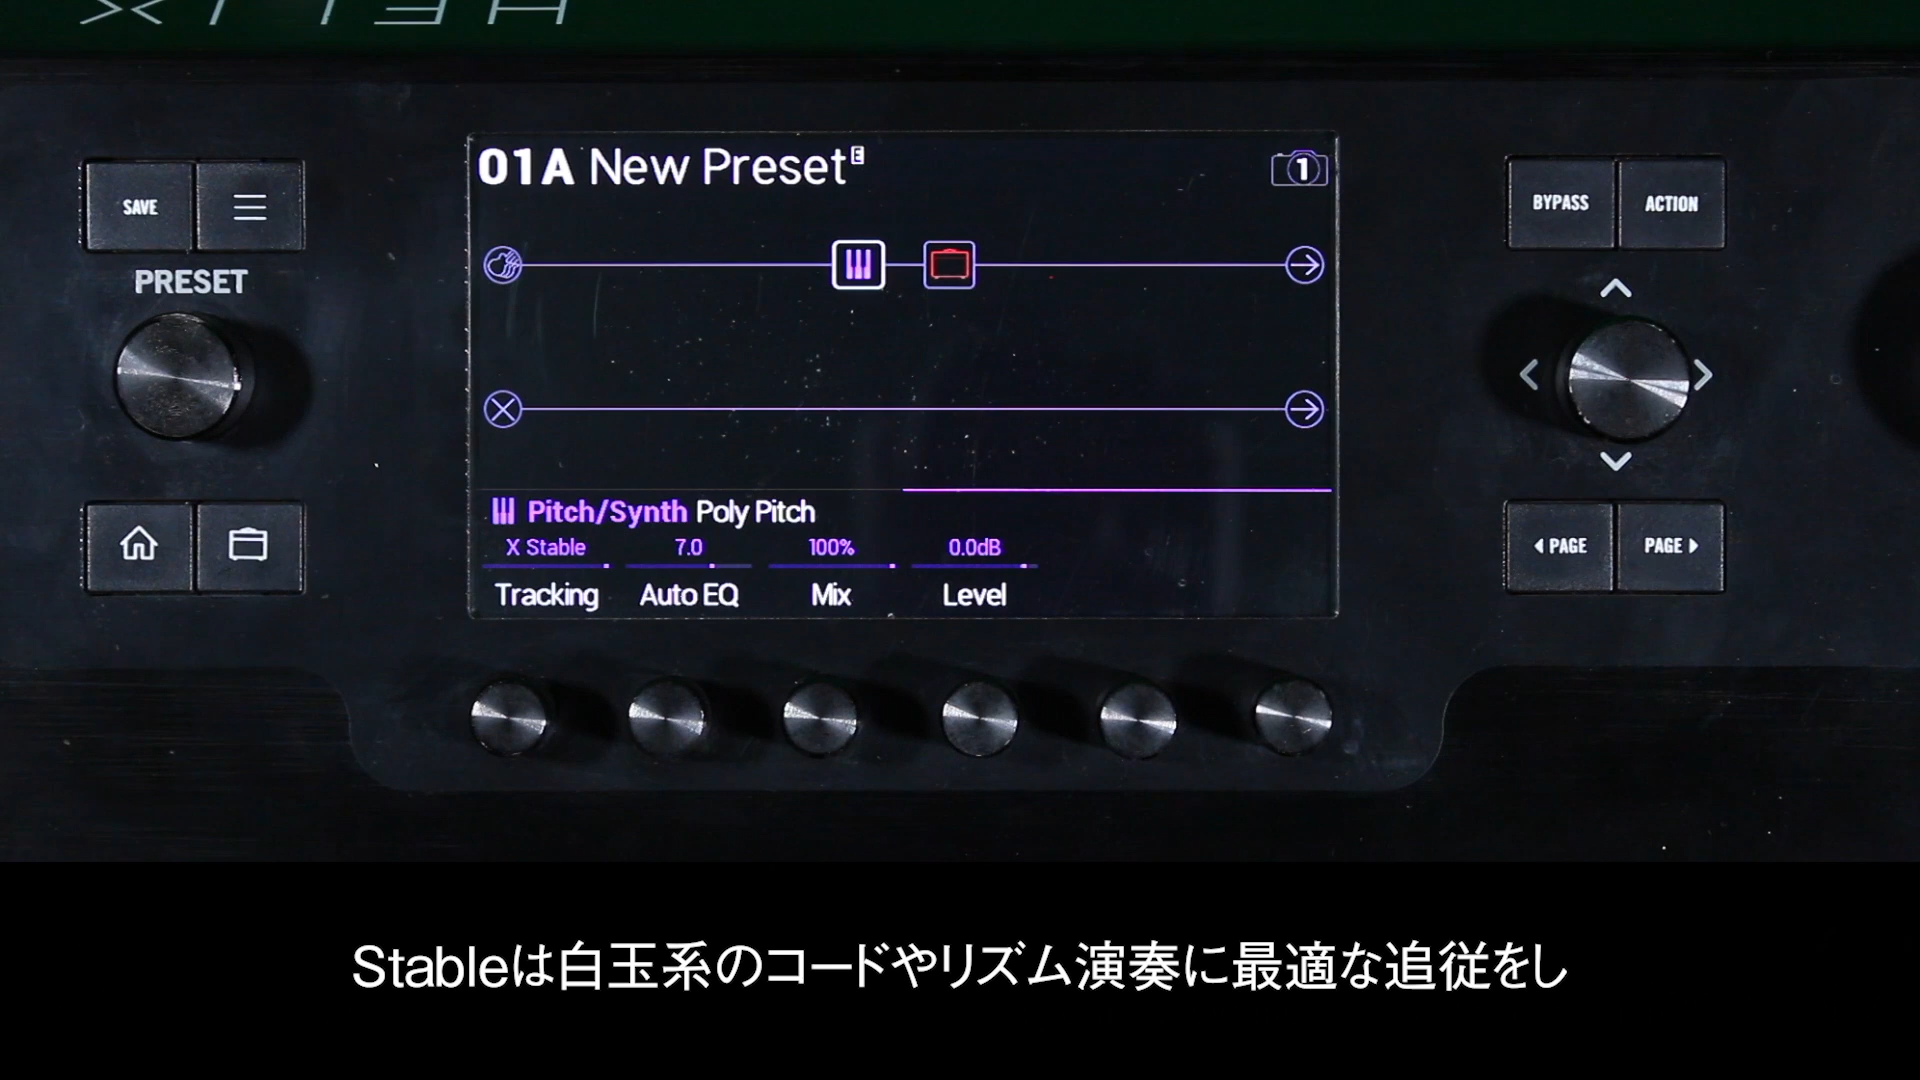 HELIX
01A New Preset E
1
SAVE
BYPASS
ACTION
PRESET
Pitch/Synth Poly Pitch
X Stable 7.0 100% 0.0dB
Tracking Auto EQ Mix Level
PAGE
PAGE
Stableは白玉系のコードやリズム演奏に最適な追従をし